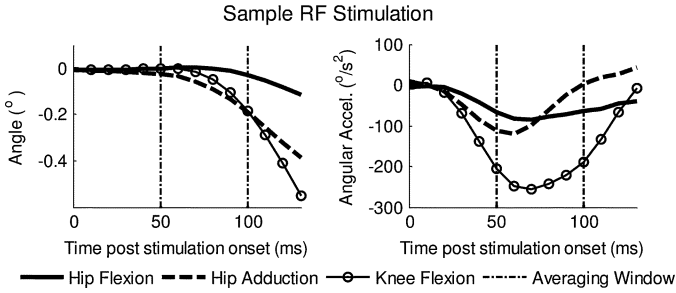 Sample RF Stimulation
0
-0.2
-0.4
Angle (°)
0 50 100
Time post stimulation onset (ms)
100
0
-100
-200
-300
Angular Accel. (°/s²)
0 50 100
Time post stimulation onset (ms)
Hip Flexion Hip Adduction Knee Flexion Averaging Window